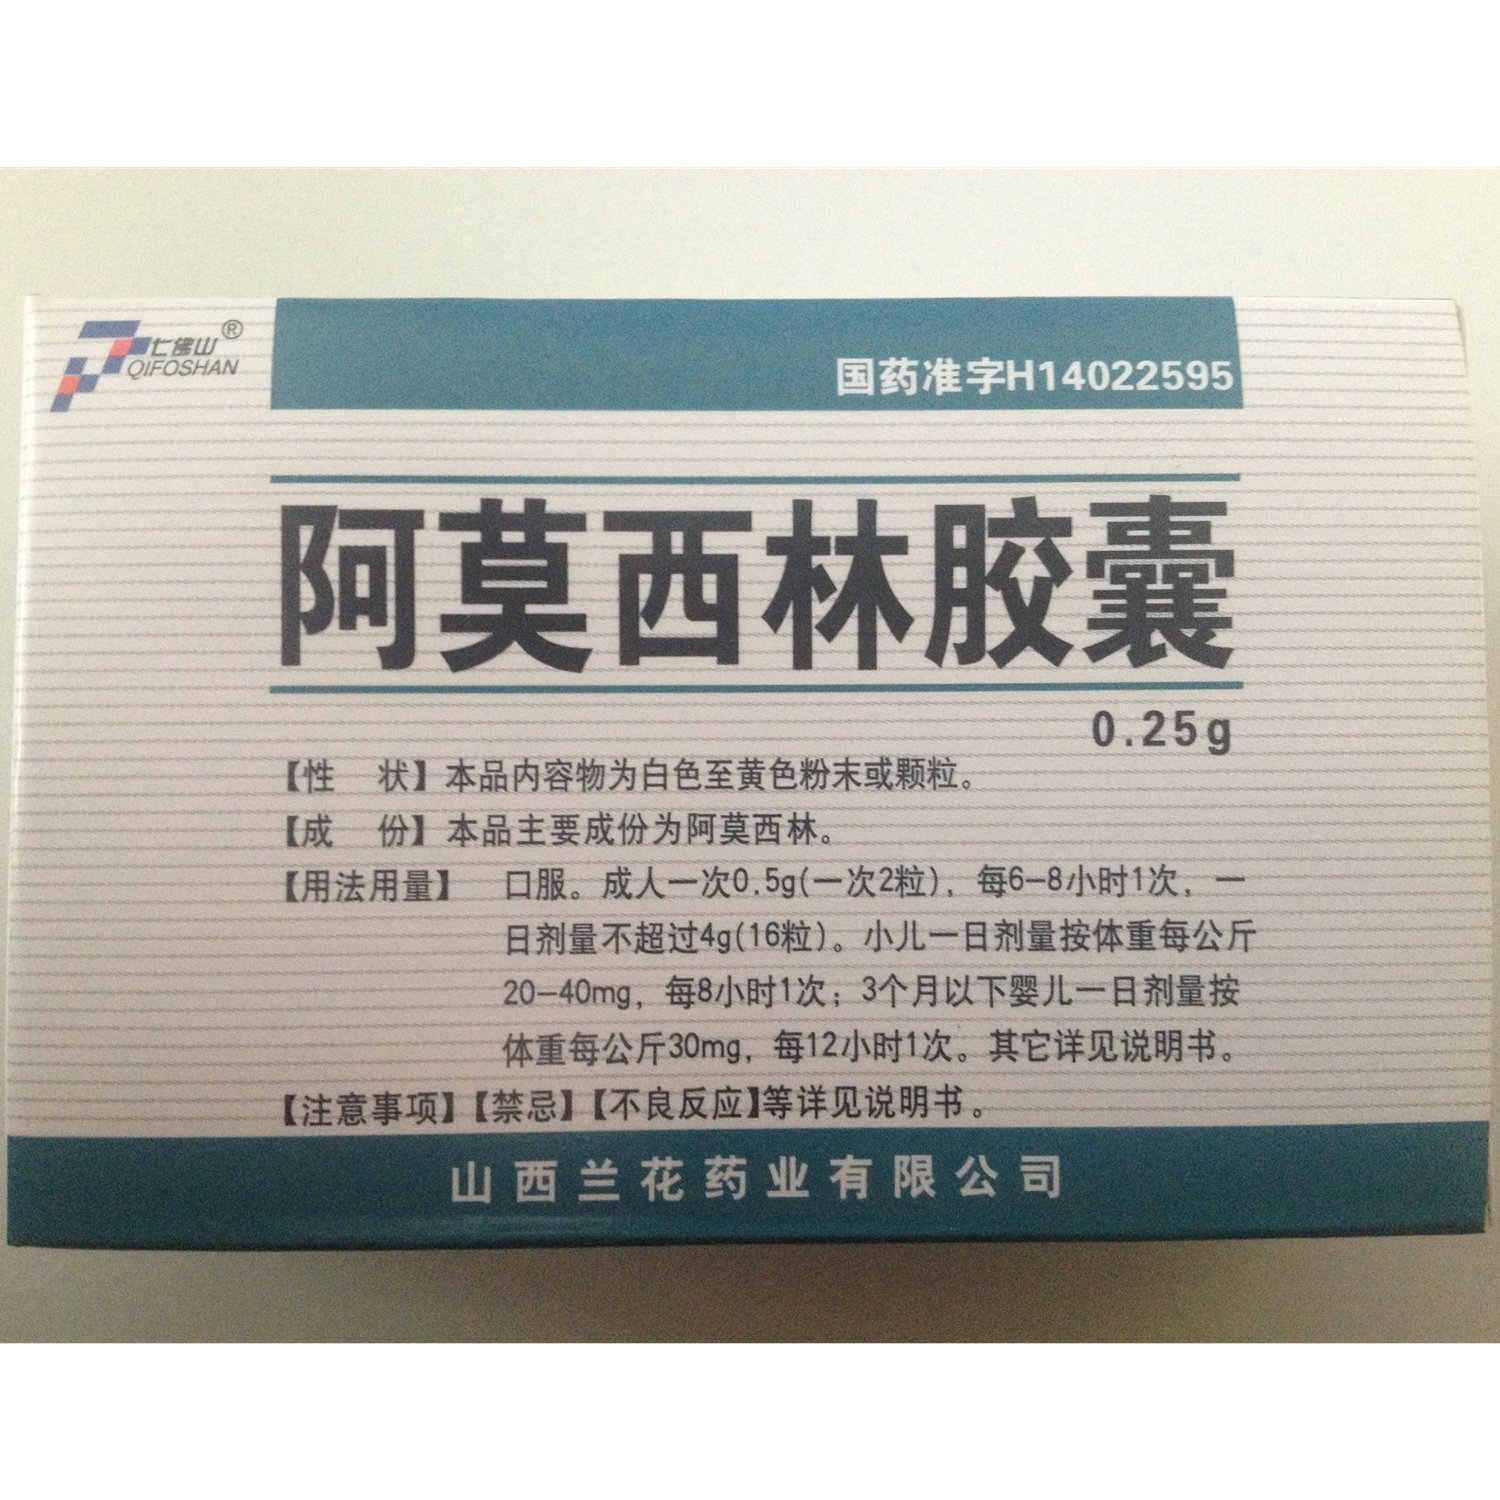 七佛山®
QIFOSHAN
国药准字H14022595
阿莫西林胶囊
0.25g
【性 状】本品内容物为白色至黄色粉末或颗粒。
【成 份】本品主要成份为阿莫西林。
【用法用量】 口服。成人一次0.5g(一次2粒)，每6-8小时1次，一
日剂量不超过4g(16粒)。小儿一日剂量按体重每公斤
20-40mg，每8小时1次；3个月以下婴儿一日剂量按
体重每公斤30mg，每12小时1次。其它详见说明书。
【注意事项】【禁忌】【不良反应】等详见说明书。
山西兰花药业有限公司